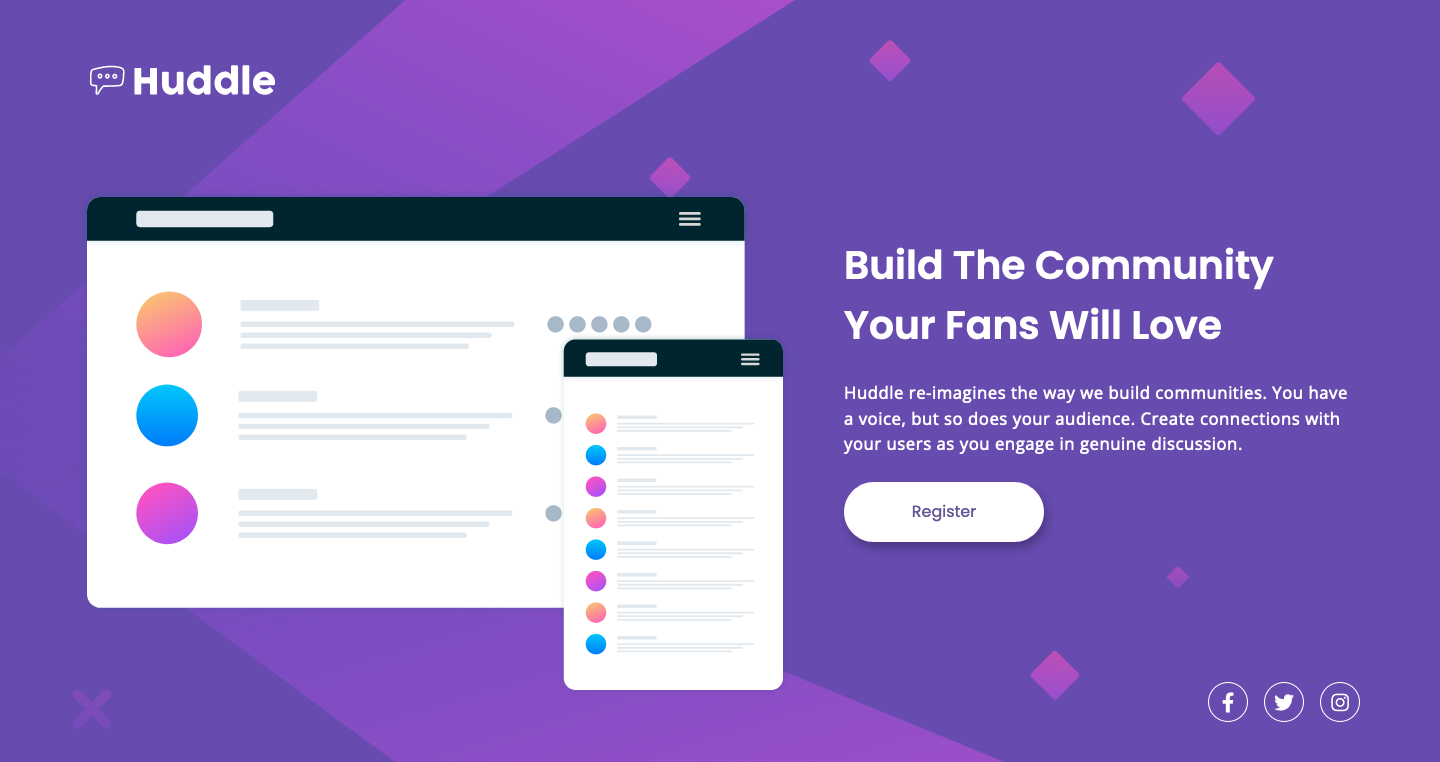 Huddle
Build The Community
Your Fans Will Love
Huddle re-imagines the way we build communities. You have
a voice, but so does your audience. Create connections with
your users as you engage in genuine discussion.
Register